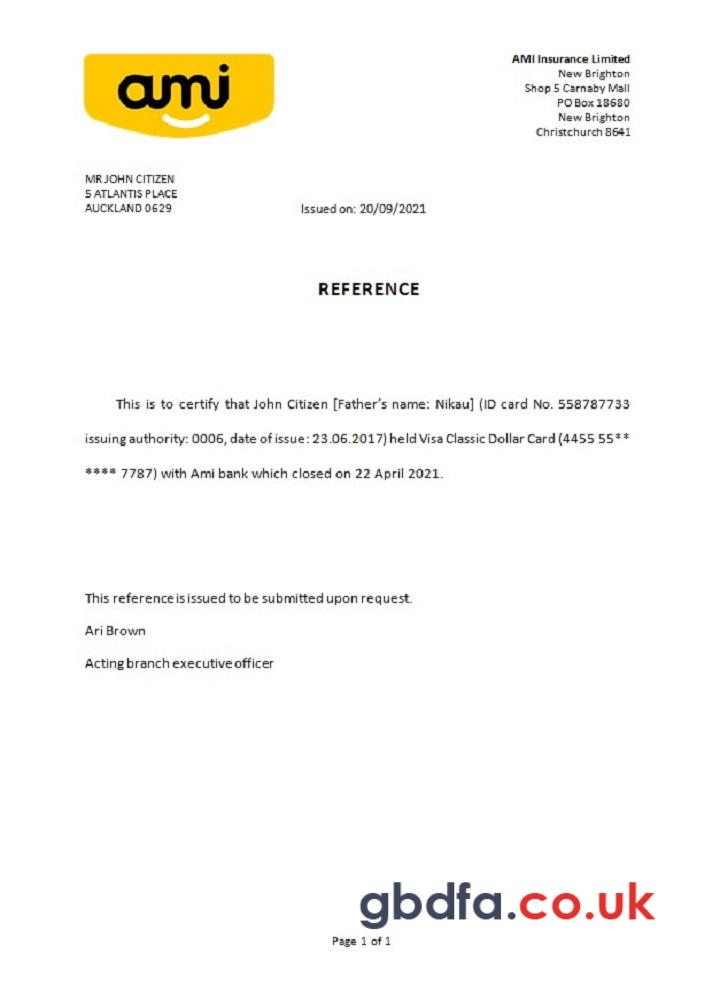 ami
AMI Insurance Limited
New Brighton
Shop 5 Carnaby Mall
PO Box 18680
New Brighton
Christchurch 8641
MR JOHN CITIZEN
5 ATLANTIS PLACE
AUCKLAND 0629
Issued on: 20/09/2021
REFERENCE
This is to certify that John Citizen [Father's name: Nikau] (ID card No. 558787733
issuing authority: 0006, date of issue: 23.06.2017) held Visa Classic Dollar Card (4455 55**
**** 7787) with Ami bank which closed on 22 April 2021.
This reference is issued to be submitted upon request.
Ari Brown
Acting branch executive officer
gbdfa.co.uk
Page 1 of 1